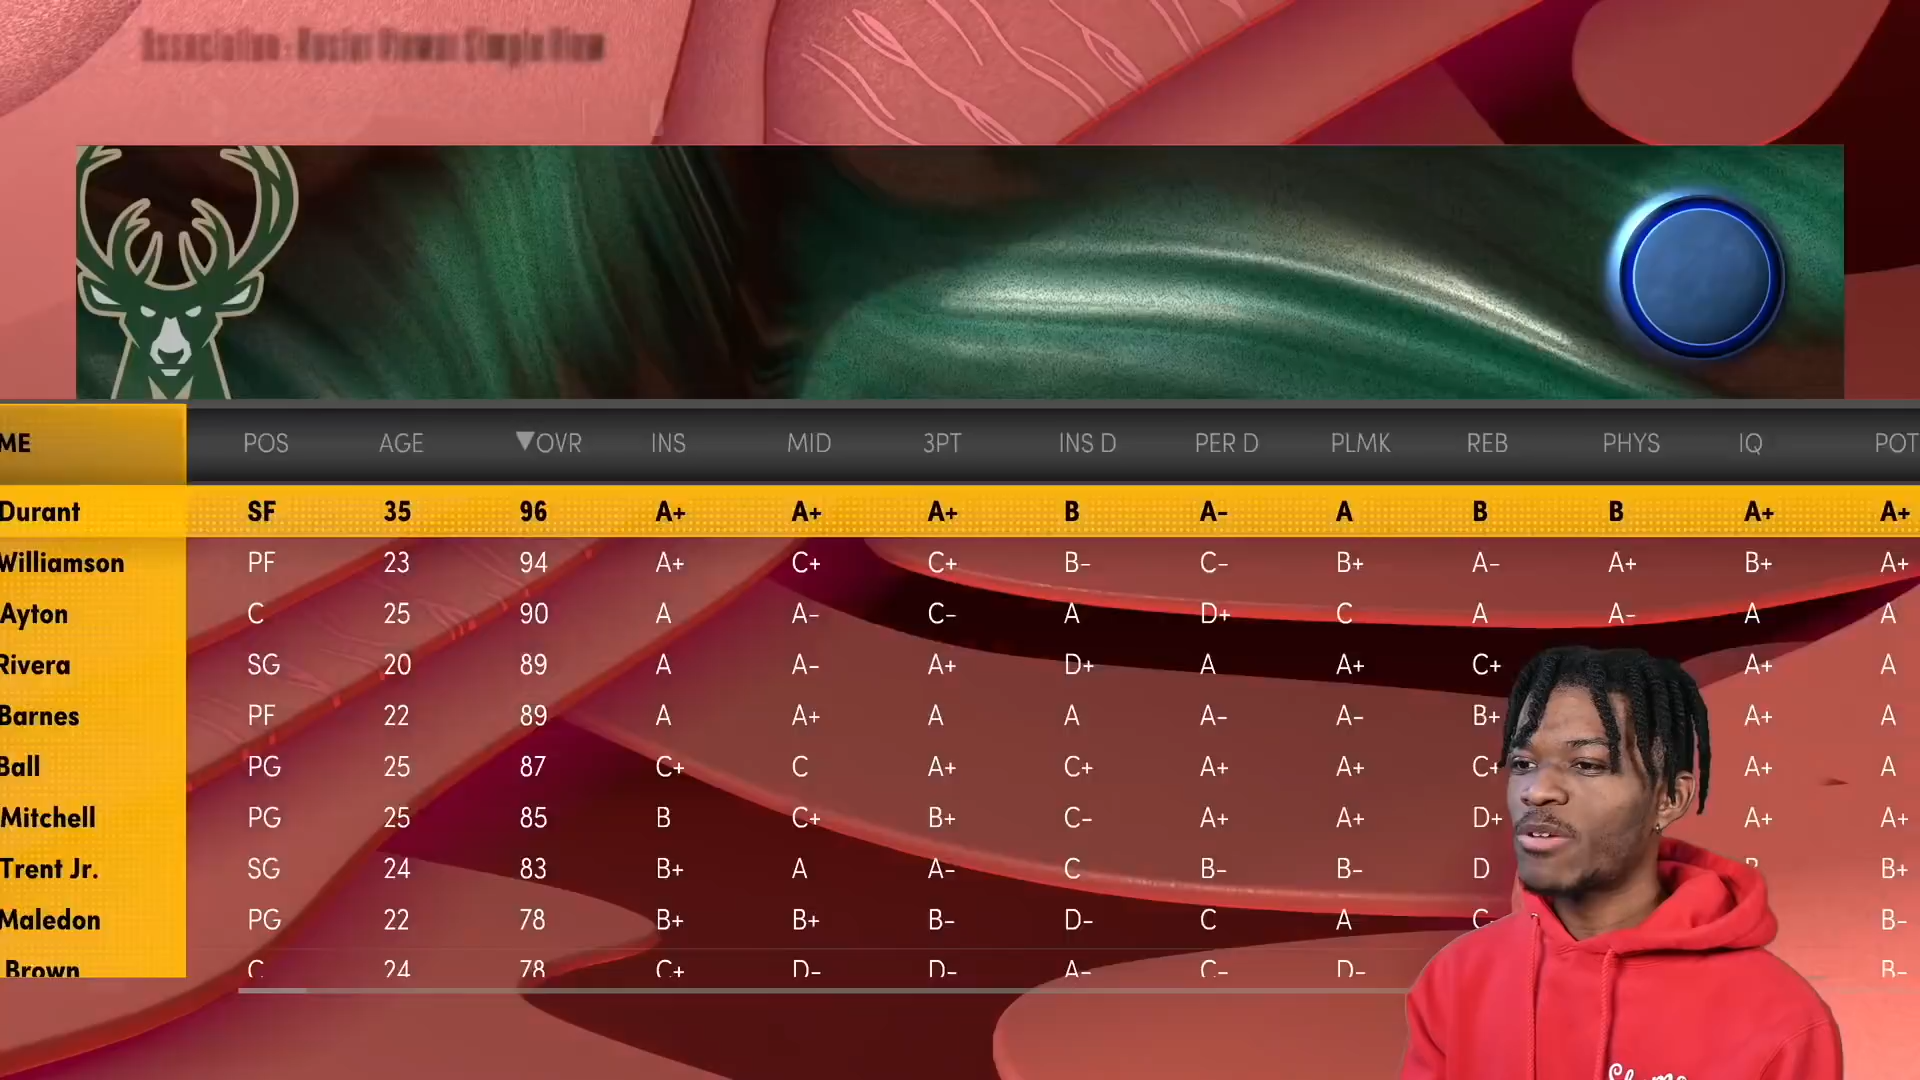 ME POS AGE ▼OVR INS MID 3PT INS D PER D PLMK REB PHYS IQ POT
Durant SF 35 96 A+ A+ A+ B A- A B B A+ A+
Williamson PF 23 94 A+ C+ C+ B- C- B+ A- A+ B+ A+
Ayton C 25 90 A A- C- A D+ C A A- A A
Rivera SG 20 89 A A- A+ D+ A A+ C+ A+ A
Barnes PF 22 89 A A+ A A A- A- B+ A+ A
Ball PG 25 87 C+ C A+ C+ A+ A+ C+ A+ A
Mitchell PG 25 85 B C+ B+ C- A+ A+ D+ A+ A+
Trent Jr. SG 24 83 B+ A A- C B- B- D B+
Maledon PG 22 78 B+ B+ B- D- C A C- B-
Brown C 24 78 C+ D- D- A- C- D- B-